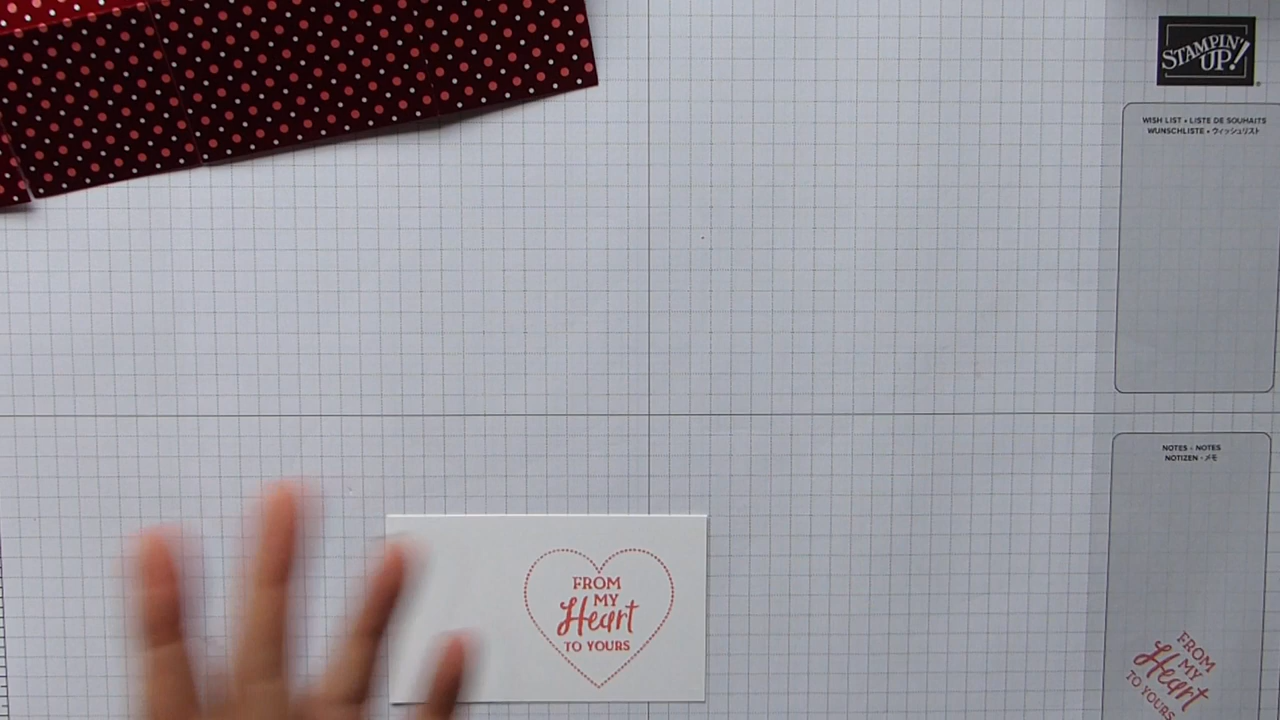 STAMPIN'
UP!
WISH LIST • LISTE DE SOUHAITS
WUNSCHLISTE • ウィッシュリスト
NOTES - NOTES
NOTIZEN - メモ
FROM
MY
Heart
TO YOURS
FROM
MY
Heart
TO YOURS